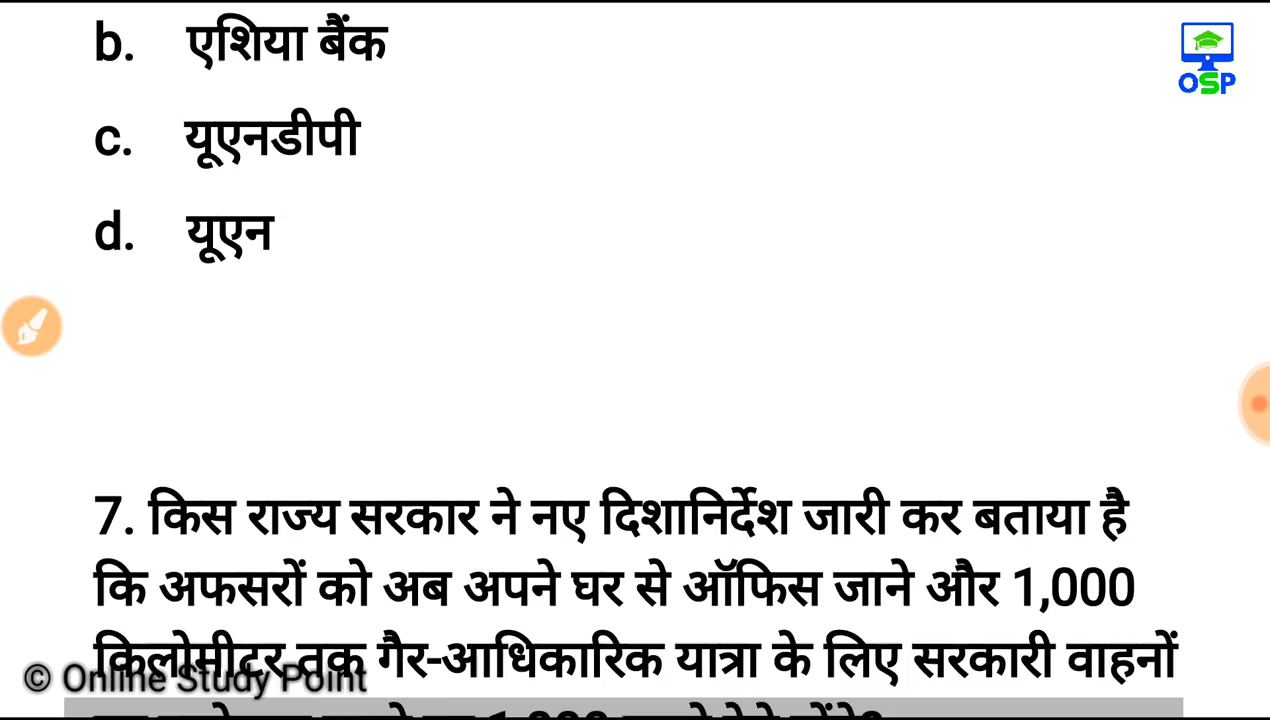 b. एशिया बैंक
OSP
c. यूएनडीपी
d. यूएन
7. किस राज्य सरकार ने नए दिशानिर्देश जारी कर बताया है
कि अफसरों को अब अपने घर से ऑफिस जाने और 1,000
किलोमीटर तक गैर-आधिकारिक यात्रा के लिए सरकारी वाहनों
© Online Study Point